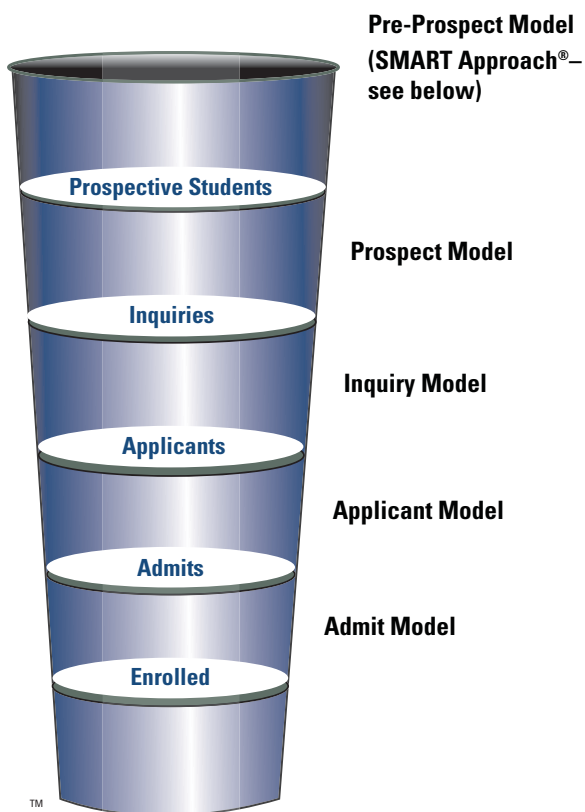 Pre-Prospect Model
(SMART Approach®–
see below)
Prospective Students
Prospect Model
Inquiries
Inquiry Model
Applicants
Applicant Model
Admits
Admit Model
Enrolled
TM